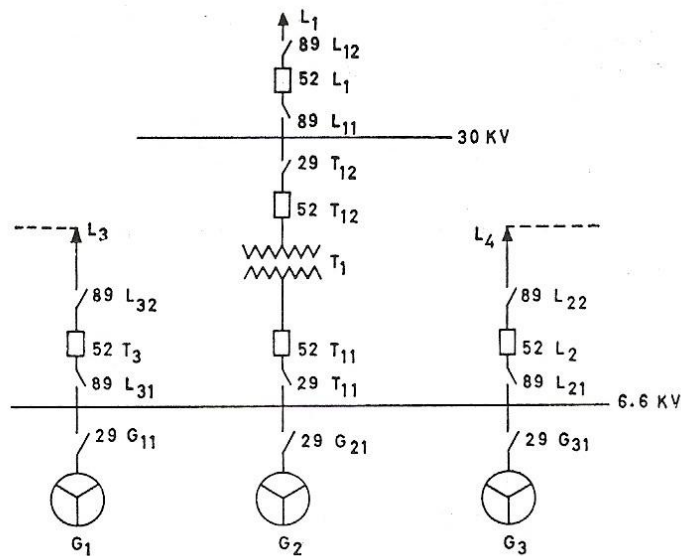 L1
89 L12
52 L1
89 L11
30 KV
29 T12
52 T12
L3
T1
L4
89 L32
89 L22
52 T3
52 T11
52 L2
89 L31
29 T11
89 L21
6.6 KV
29 G11
29 G21
29 G31
G1
G2
G3